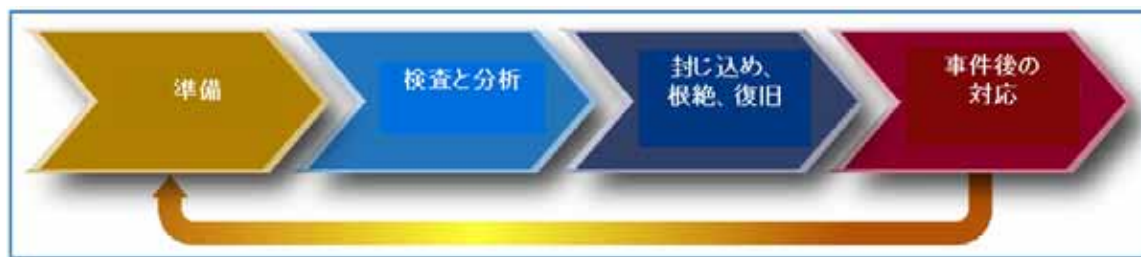 準備
検査と分析
封じ込め、
根絶、復旧
事件後の
対応